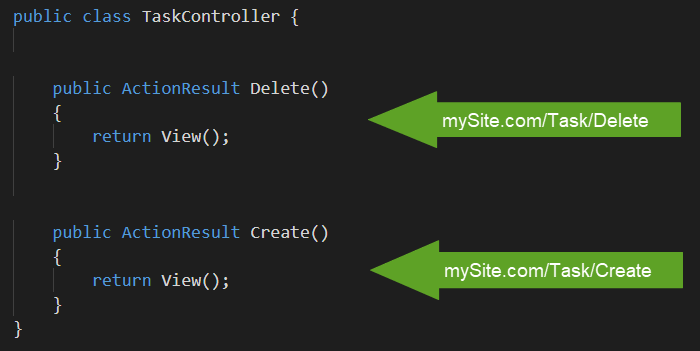 public class TaskController {
public ActionResult Delete()
{
return View();
}
mySite.com/Task/Delete
public ActionResult Create()
{
return View();
}
mySite.com/Task/Create
}